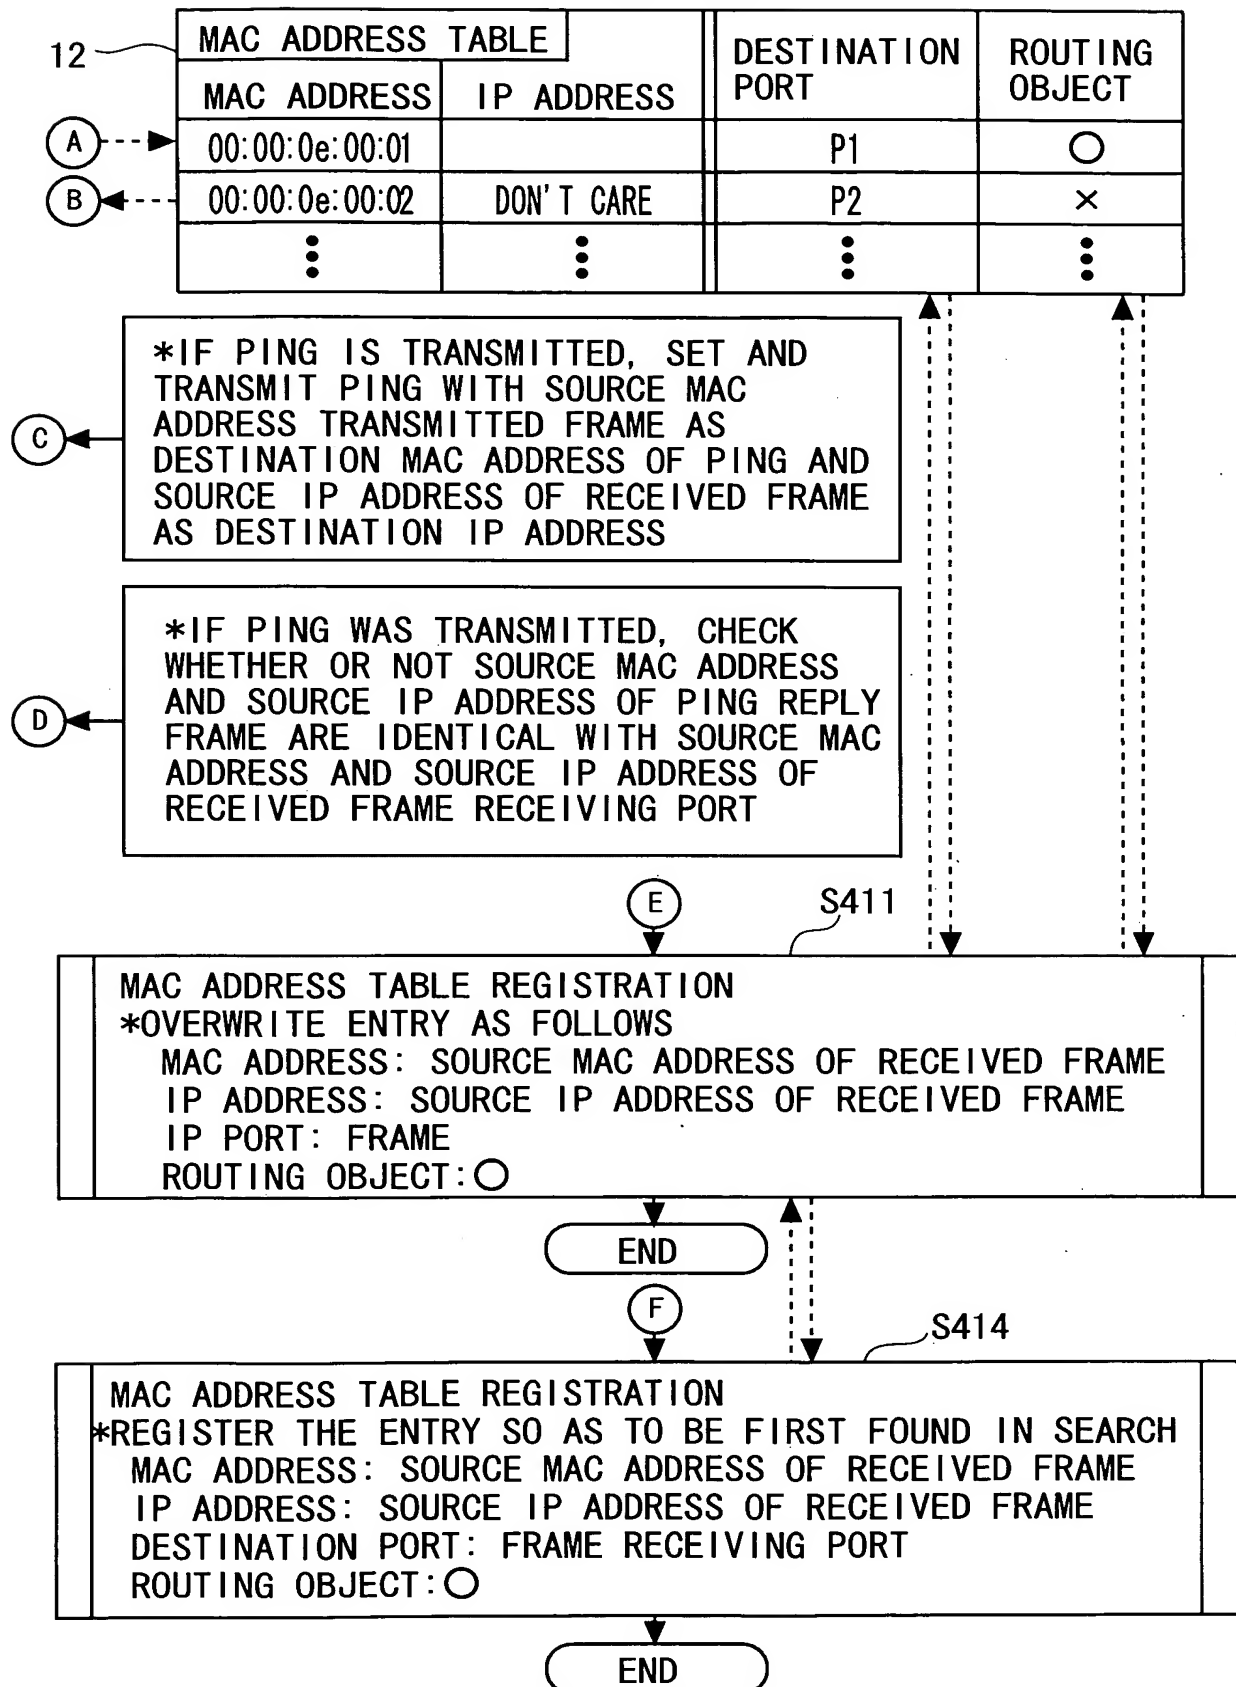 12
MAC ADDRESS TABLE
DESTINATION PORT
ROUTING OBJECT
MAC ADDRESS
IP ADDRESS
A
00:00:0e:00:01
P1
○
B
00:00:0e:00:02
DON'T CARE
P2
×
*IF PING IS TRANSMITTED, SET AND
TRANSMIT PING WITH SOURCE MAC
ADDRESS TRANSMITTED FRAME AS
DESTINATION MAC ADDRESS OF PING AND
SOURCE IP ADDRESS OF RECEIVED FRAME
AS DESTINATION IP ADDRESS
C
*IF PING WAS TRANSMITTED, CHECK
WHETHER OR NOT SOURCE MAC ADDRESS
AND SOURCE IP ADDRESS OF PING REPLY
FRAME ARE IDENTICAL WITH SOURCE MAC
ADDRESS AND SOURCE IP ADDRESS OF
RECEIVED FRAME RECEIVING PORT
D
E
S411
MAC ADDRESS TABLE REGISTRATION
*OVERWRITE ENTRY AS FOLLOWS
MAC ADDRESS: SOURCE MAC ADDRESS OF RECEIVED FRAME
IP ADDRESS: SOURCE IP ADDRESS OF RECEIVED FRAME
IP PORT: FRAME
ROUTING OBJECT:○
END
F
S414
MAC ADDRESS TABLE REGISTRATION
*REGISTER THE ENTRY SO AS TO BE FIRST FOUND IN SEARCH
MAC ADDRESS: SOURCE MAC ADDRESS OF RECEIVED FRAME
IP ADDRESS: SOURCE IP ADDRESS OF RECEIVED FRAME
DESTINATION PORT: FRAME RECEIVING PORT
ROUTING OBJECT:○
END